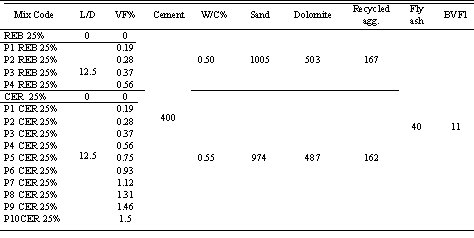 Mix Code L/D VF% Cement W/C% Sand Dolomite Recycled agg. Fly ash BVF1
REB 25% 0 0
P1 REB 25% 0.19
P2 REB 25% 0.28 0.50 1005 503 167
P3 REB 25% 12.5 0.37
P4 REB 25% 0.56
CER 25% 0 0
P1 CER 25% 0.19
P2 CER 25% 0.28 400
P3 CER 25% 0.37 40 11
P4 CER 25% 0.56
P5 CER 25% 12.5 0.75 0.55 974 487 162
P6 CER 25% 0.93
P7 CER 25% 1.12
P8 CER 25% 1.31
P9 CER 25% 1.46
P10CER 25% 1.5